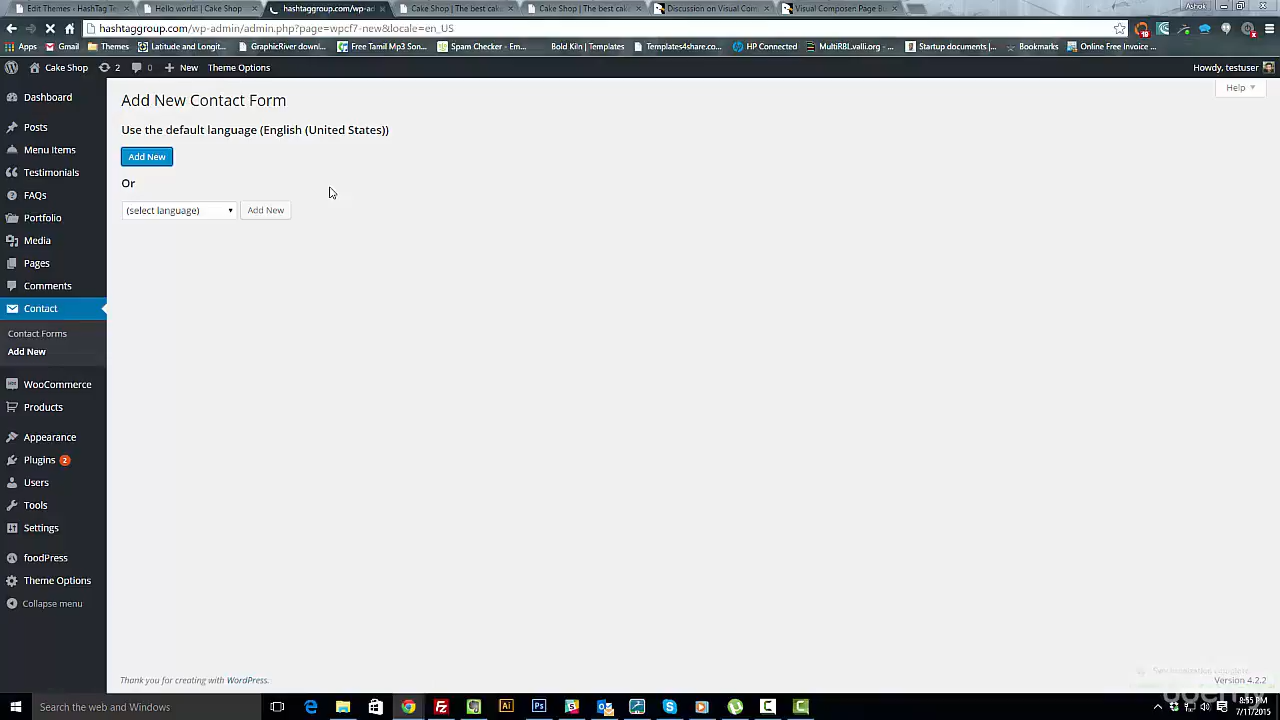 Edit Themes ‹ HashTag Te
Hello world! | Cake Shop
hashtaggroup.com/wp-ad
Cake Shop | The best cak
Cake Shop | The best cak
Discussion on Visual Com
Visual Composer Page Bu
Ashok
hashtaggroup.com/wp-admin/admin.php?page=wpcf7-new&locale=en_US
Apps
Gmail
Themes
Latitude and Longit...
GraphicRiver downl...
Free Tamil Mp3 Son...
Spam Checker - Em...
Bold Kiln | Templates
Templates4share.co...
HP Connected
MultiRBL.valli.org - ...
Startup documents |...
Bookmarks
Online Free Invoice ...
Cake Shop
2
0
New
Theme Options
Howdy, testuser
Dashboard
Posts
Menu Items
Testimonials
FAQs
Portfolio
Media
Pages
Comments
Contact
Contact Forms
Add New
WooCommerce
Products
Appearance
Plugins 2
Users
Tools
Settings
foodPress
Theme Options
Collapse menu
Help
Add New Contact Form
Use the default language (English (United States))
Add New
Or
(select language)
Add New
Thank you for creating with WordPress.
Version 4.2.2
Search the web and Windows
8:55 PM
7/11/2015